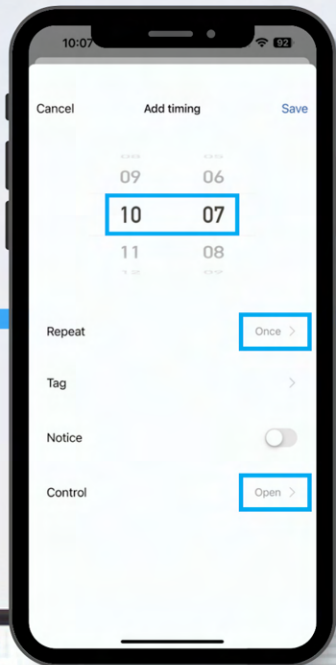 10:07 92
Cancel Add timing Save
09 06
10 07
11 08
Repeat Once >
Tag >
Notice
Control Open >